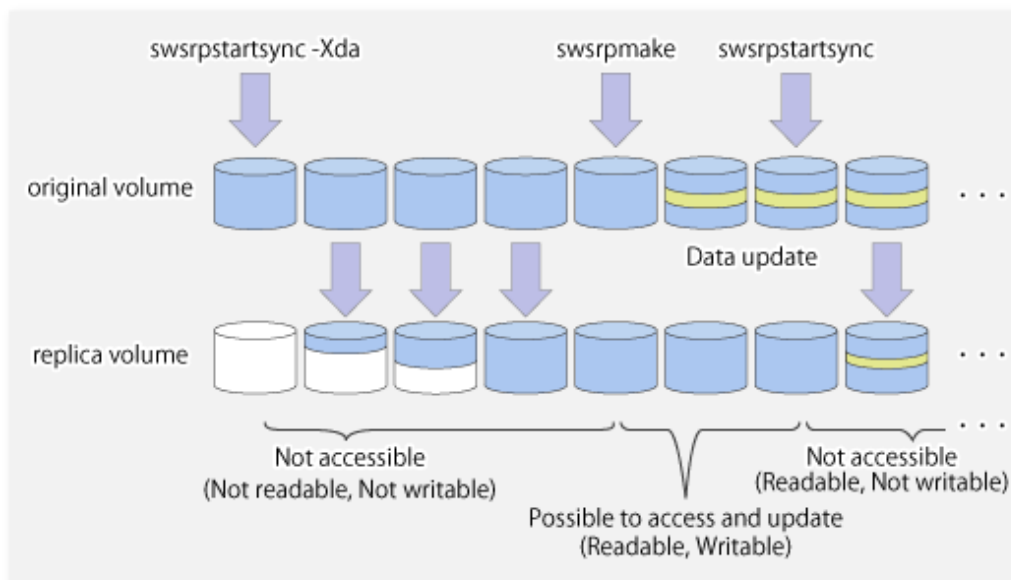 swsrpstartsync -Xda
swsrpmake
swsrpstartsync
original volume
. . .
Data update
replica volume
. . .
. . .
Not accessible
(Not readable, Not writable)
Not accessible
(Readable, Not writable)
Possible to access and update
(Readable, Writable)